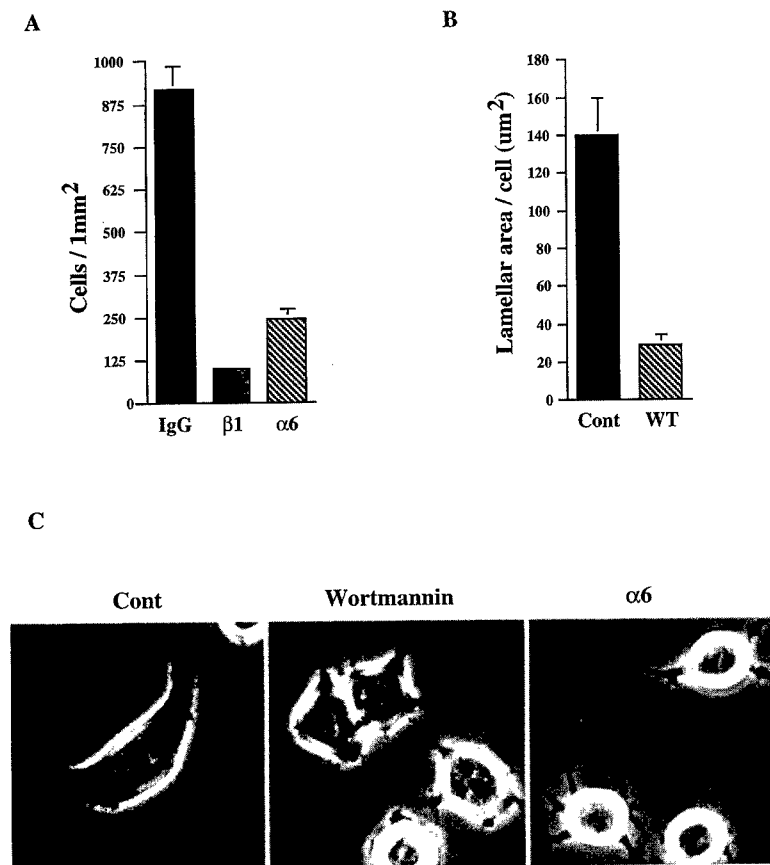 A
Cells / 1mm²
1000
875
750
625
500
375
250
125
0
IgG β1 α6
B
Lamellar area / cell (um²)
180
160
140
120
100
80
60
40
20
0
Cont WT
C
Cont Wortmannin α6